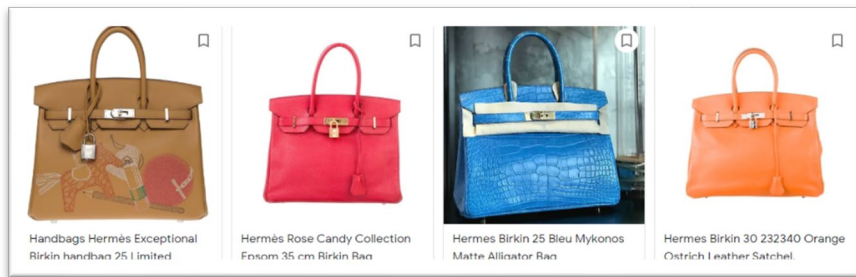 Handbags Hermès Exceptional
Birkin handbag 25 Limited
Hermès Rose Candy Collection
Epsom 35 cm Birkin Bag
Hermes Birkin 25 Bleu Mykonos
Matte Alligator Bag
Hermes Birkin 30 232340 Orange
Ostrich Leather Satchel.